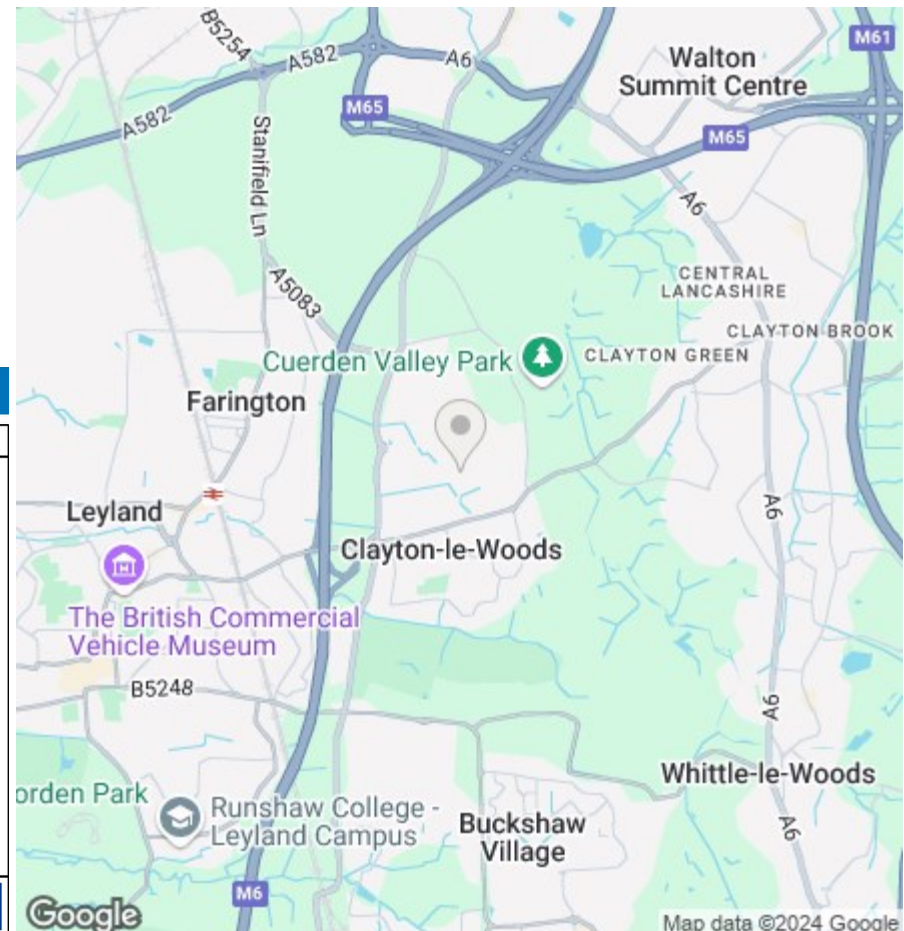 B5254
A582
A6
Walton
Summit Centre
M61
A582
M65
M65
Stanifield Ln
A6
A5083
CENTRAL
LANCASHIRE
CLAYTON BROOK
Cuerden Valley Park
CLAYTON GREEN
Farington
Leyland
A6
Clayton-le-Woods
The British Commercial
Vehicle Museum
B5248
A6
Whittle-le-Woods
orden Park
Runshaw College -
Leyland Campus
Buckshaw
Village
A6
M6
Google
Map data ©2024 Google